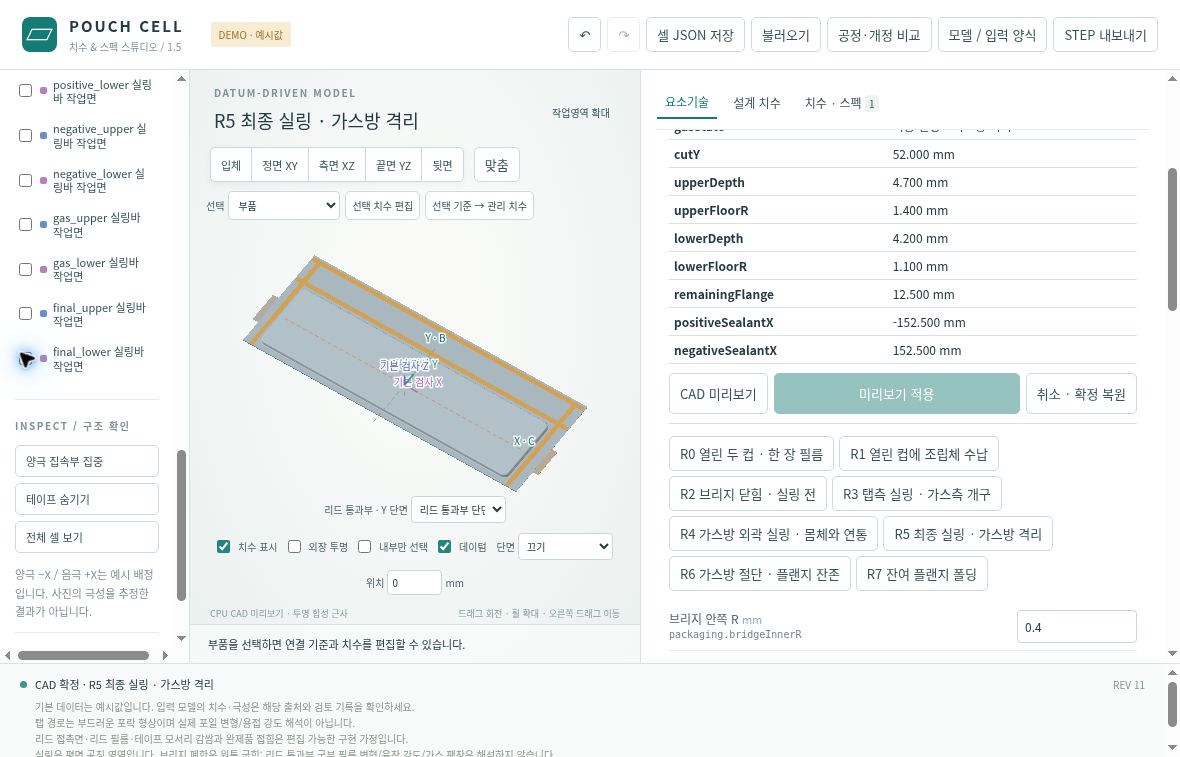 POUCH CELL
치수 & 스펙 스튜디오 / 1.5
DEMO · 예시값
셀 JSON 저장
불러오기
공정·개정 비교
모델 / 입력 양식
STEP 내보내기
positive_lower 실링
바 작업면
negative_upper 실
링바 작업면
negative_lower 실
링바 작업면
gas_upper 실링바
작업면
gas_lower 실링바
작업면
final_upper 실링바
작업면
final_lower 실링바
작업면
INSPECT / 구조 확인
양극 집속부 집중
테이프 숨기기
전체 셀 보기
양극 −X / 음극 +X는 예시 배정
입니다. 사진의 극성을 추정한
결과가 아닙니다.
DATUM-DRIVEN MODEL
R5 최종 실링 · 가스방 격리
작업영역 확대
입체
정면 XY
측면 XZ
끝면 YZ
뒷면
맞춤
선택
부품
선택 치수 편집
선택 기준 → 관리 치수
Y · B
기본 검사 Z
Y
기본 검사 X
X · C
리드 통과부 · Y 단면
리드 통과부 단면
치수 표시
외장 투명
내부만 선택
데이텀
단면
끄기
위치
0
mm
CPU CAD 미리보기 · 투명 합성 근사
드래그 회전 · 휠 확대 · 오른쪽 드래그 이동
부품을 선택하면 연결 기준과 치수를 편집할 수 있습니다.
요소기술
설계 치수
치수 · 스펙 1
cutY 52.000 mm
upperDepth 4.700 mm
upperFloorR 1.400 mm
lowerDepth 4.200 mm
lowerFloorR 1.100 mm
remainingFlange 12.500 mm
positiveSealantX -152.500 mm
negativeSealantX 152.500 mm
CAD 미리보기
미리보기 적용
취소 · 확정 복원
R0 열린 두 컵 · 한 장 필름
R1 열린 컵에 조립체 수납
R2 브리지 닫힘 · 실링 전
R3 탭측 실링 · 가스측 개구
R4 가스방 외곽 실링 · 몸체와 연통
R5 최종 실링 · 가스방 격리
R6 가스방 절단 · 플랜지 잔존
R7 잔여 플랜지 폴딩
브리지 안쪽 R mm
packaging.bridgeInnerR
0.4
CAD 확정 · R5 최종 실링 · 가스방 격리
REV 11
기본 데이터는 예시값입니다. 입력 모델의 치수·극성은 해당 출처와 검토 기록을 확인하세요.
탭 경로는 부드러운 포락 형상이며 실제 포일 변형/용접 강도 해석이 아닙니다.
리드 접촉면·리드 필름·테이프 모서리 감쌈과 완제품 접힘은 편집 가능한 구현 가정입니다.